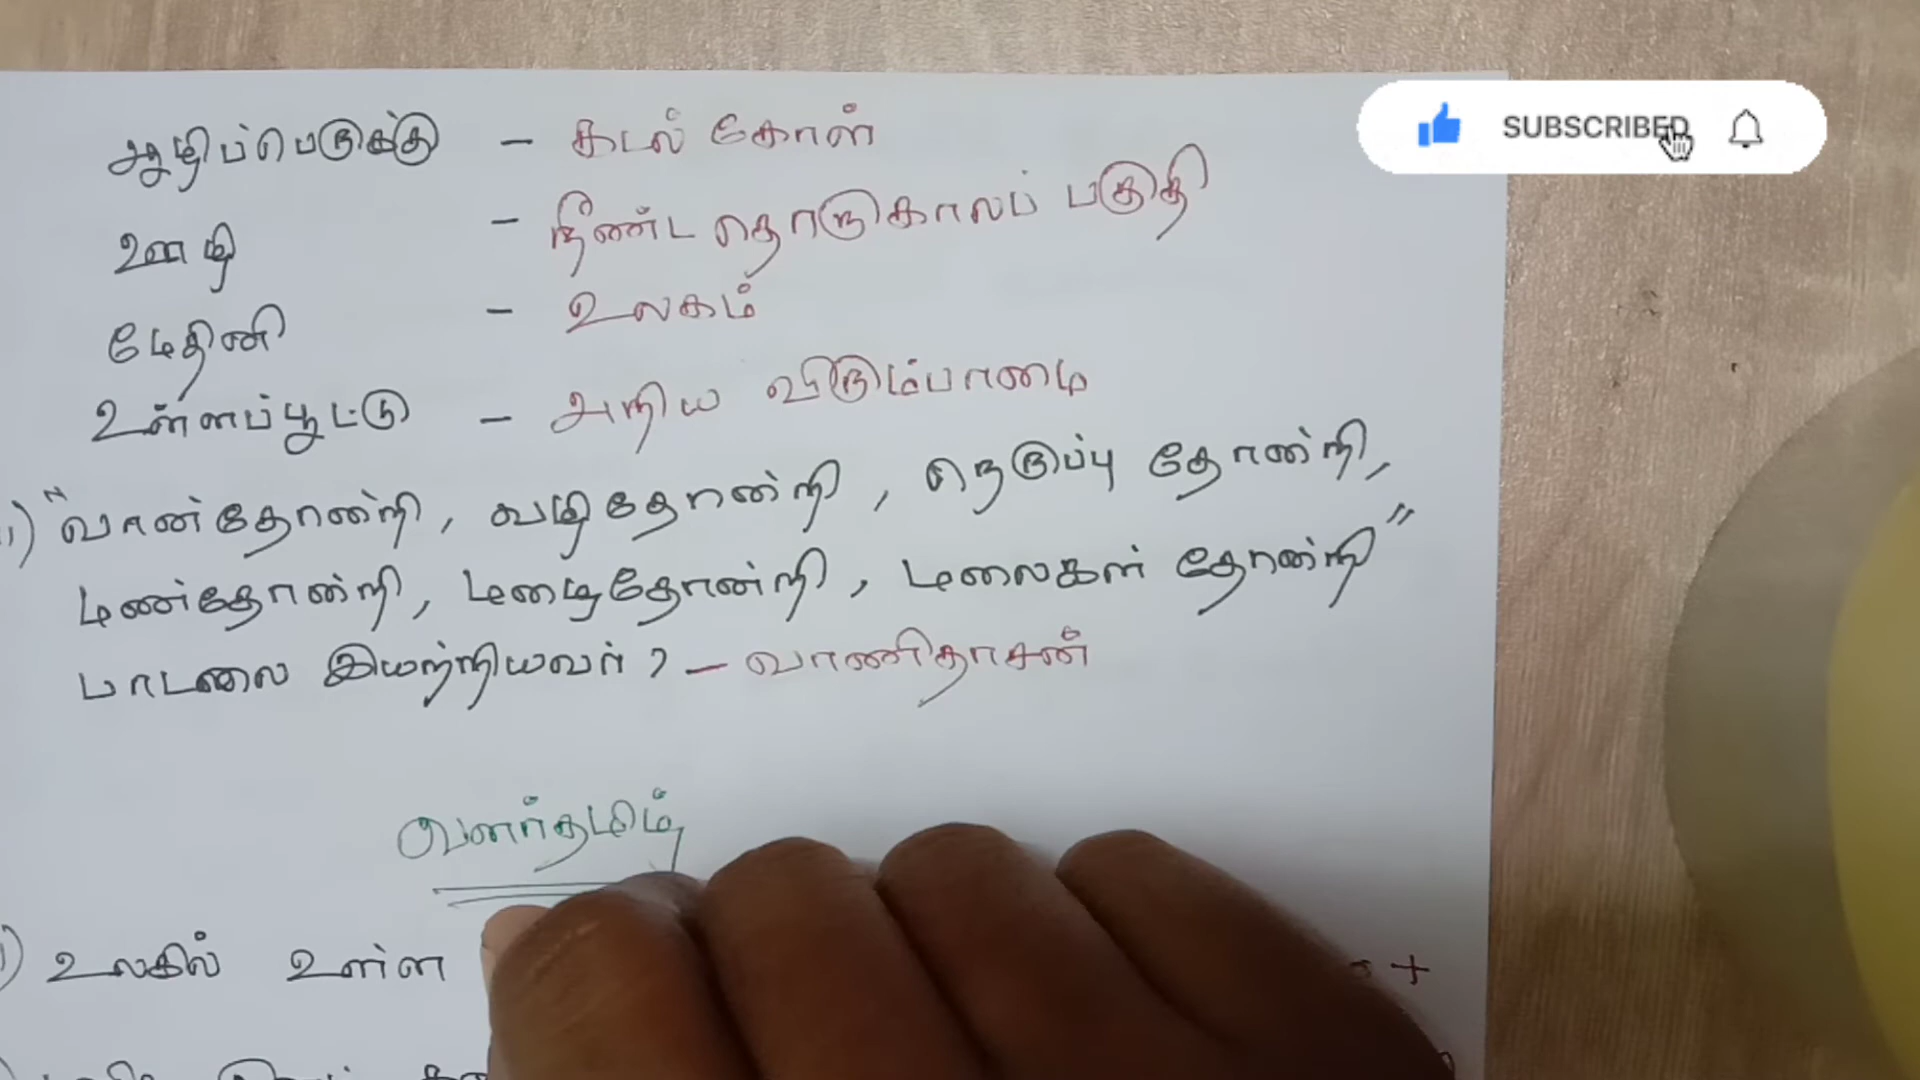 ஆழிப்பெருக்கு - கடல் கோள்
SUBSCRIBED
ஊழி - நீண்ட தொருகாலப் பகுதி
மேதினி - உலகம்
உள்ளப்பூட்டு - அறிய விரும்பாமை
"வான்தோன்றி, வழிதோன்றி, நெருப்பு தோன்றி,
மண்தோன்றி, மழைதோன்றி, மலைகள் தோன்றி"
பாடலை இயற்றியவர்? - வாணிதாசன்
வளர்தமிழ்
உலகில் உள்ள +